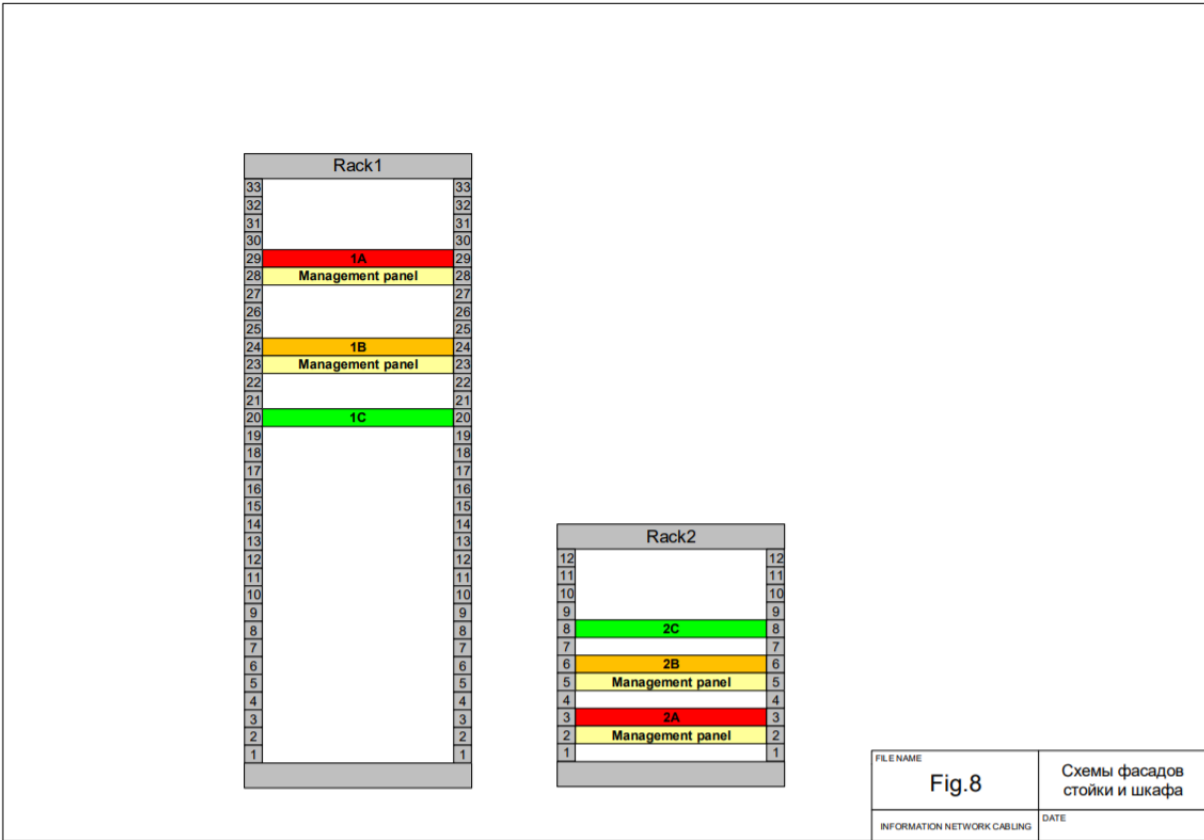 Rack1
33 33
32 32
31 31
30 30
29 1A 29
28 Management panel 28
27 27
26 26
25 25
24 1B 24
23 Management panel 23
22 22
21 21
20 1C 20
19 19
18 18
17 17
16 16
15 15
14 14
13 13
12 12
11 11
10 10
9 9
8 8
7 7
6 6
5 5
4 4
3 3
2 2
1 1
Rack2
12 12
11 11
10 10
9 9
8 2C 8
7 7
6 2B 6
5 Management panel 5
4 4
3 2A 3
2 Management panel 2
1 1
FILE NAME
Fig.8
Схемы фасадов
стойки и шкафа
INFORMATION NETWORK CABLING
DATE